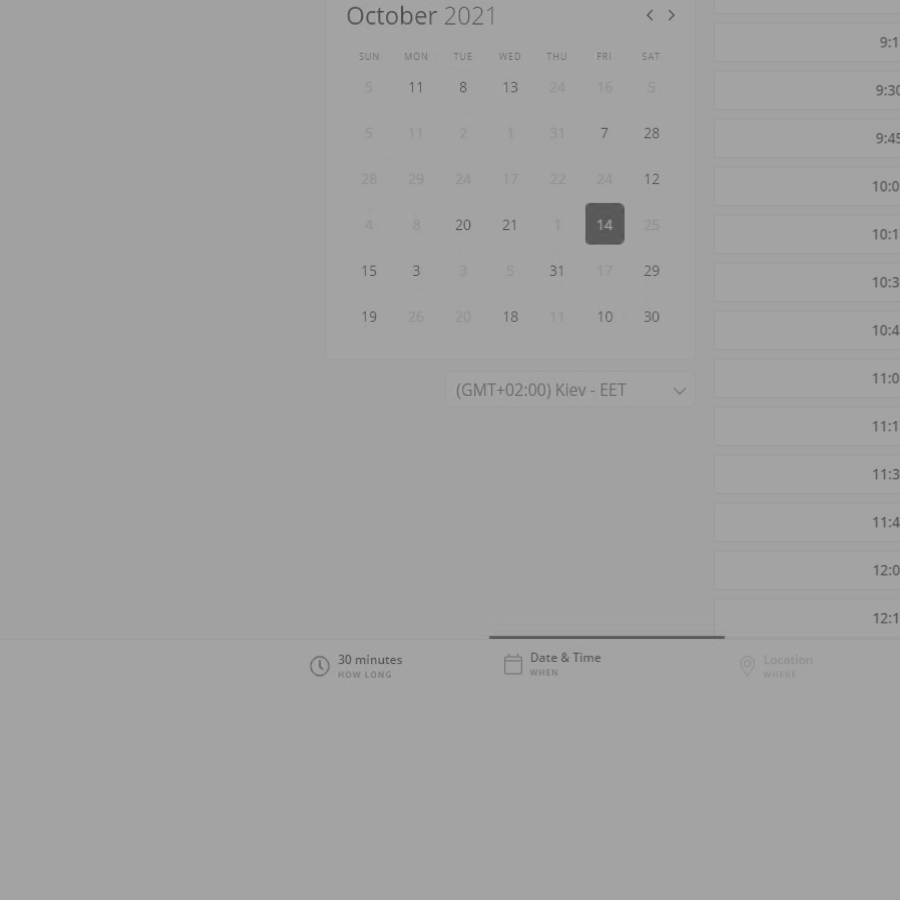 October 2021
SUN MON TUE WED THU FRI SAT
5 11 8 13 24 16 5
5 11 2 1 31 7 28
28 29 24 17 22 24 12
4 8 20 21 1 14 25
15 3 3 5 31 17 29
19 26 20 18 11 10 30
(GMT+02:00) Kiev - EET
9:1
9:30
9:45
10:0
10:1
10:3
10:4
11:0
11:1
11:3
11:4
12:0
12:1
30 minutes
HOW LONG
Date & Time
WHEN
Location
WHERE